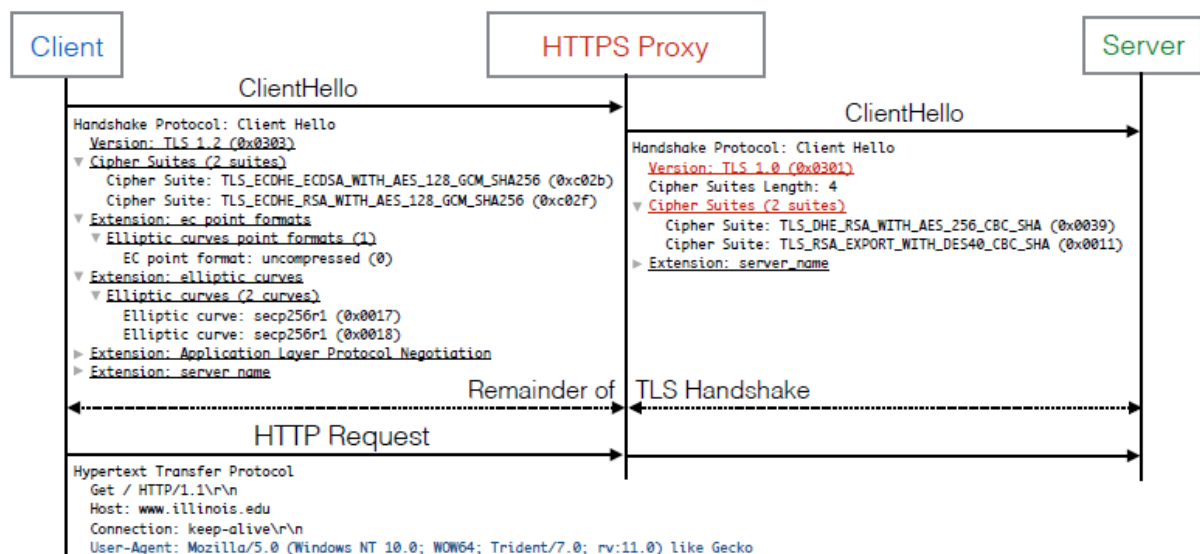 Client
HTTPS Proxy
Server
ClientHello
Handshake Protocol: Client Hello
Version: TLS 1.2 (0x0303)
Cipher Suites (2 suites)
Cipher Suite: TLS_ECDHE_ECDSA_WITH_AES_128_GCM_SHA256 (0xc02b)
Cipher Suite: TLS_ECDHE_RSA_WITH_AES_128_GCM_SHA256 (0xc02f)
Extension: ec point formats
Elliptic curves point formats (1)
EC point format: uncompressed (0)
Extension: elliptic curves
Elliptic curves (2 curves)
Elliptic curve: secp256r1 (0x0017)
Elliptic curve: secp256r1 (0x0018)
Extension: Application Layer Protocol Negotiation
Extension: server name
ClientHello
Handshake Protocol: Client Hello
Version: TLS 1.0 (0x0301)
Cipher Suites Length: 4
Cipher Suites (2 suites)
Cipher Suite: TLS_DHE_RSA_WITH_AES_256_CBC_SHA (0x0039)
Cipher Suite: TLS_RSA_EXPORT_WITH_DES40_CBC_SHA (0x0011)
Extension: server_name
Remainder of TLS Handshake
HTTP Request
Hypertext Transfer Protocol
Get / HTTP/1.1\r\n
Host: www.illinois.edu
Connection: keep-alive\r\n
User-Agent: Mozilla/5.0 (Windows NT 10.0; WOW64; Trident/7.0; rv:11.0) like Gecko